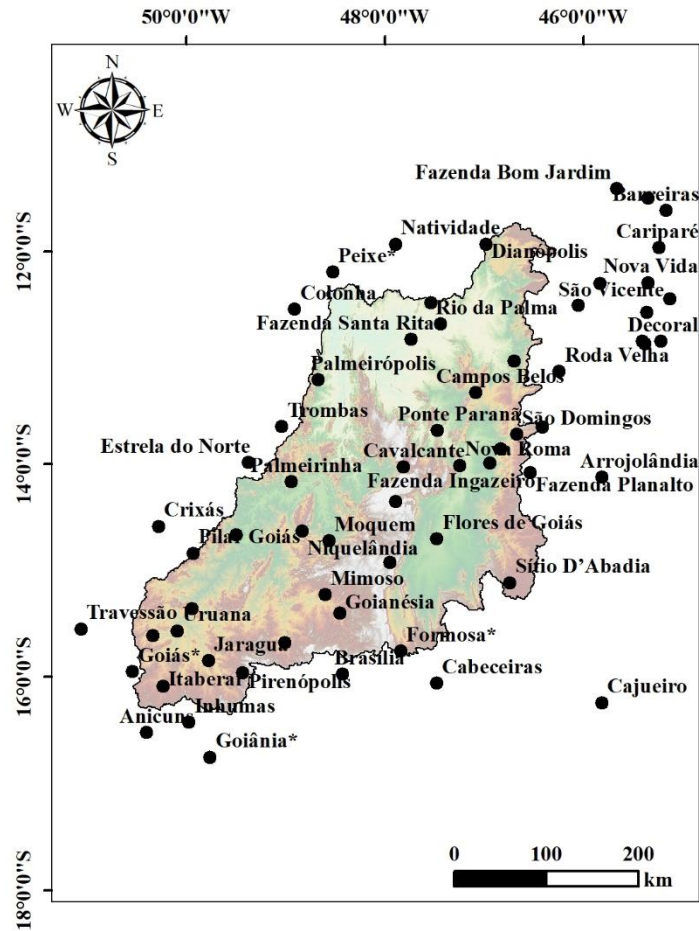 50°0'0"W 48°0'0"W 46°0'0"W
N
W E
S
Fazenda Bom Jardim
Barreiras
Cariparé
12°0'0"S
Natividade
Dianópolis
Peixe*
Nova Vida
Colonha
São Vicente
Rio da Palma
Fazenda Santa Rita
Decoral
Roda Velha
Palmeirópolis
Campos Belos
Trombas
Ponte Paranã
São Domingos
14°0'0"S
Estrela do Norte
Cavalcante
Nova Roma
Palmeirinha
Arrojolândia
Fazenda Ingazeiro
Fazenda Planalto
Crixás
Moquem
Flores de Goiás
Pilar Goiás
Niquelândia
Sítio D'Abadia
Mimoso
Travessão
Uruana
Goianésia
Formosa*
Jaragua
Goiás*
Brasília
16°0'0"S
Itaberaí
Pirenópolis
Cabeceiras
Cajueiro
Anicuns
Inhumas
Goiânia*
18°0'0"S
0 100 200
km